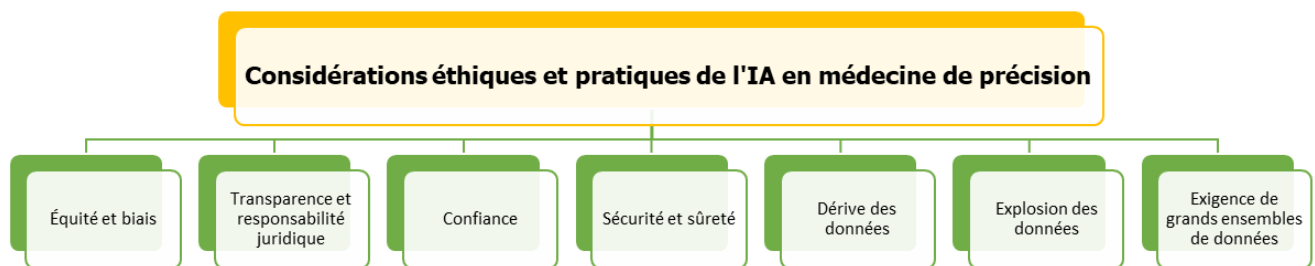 Considérations éthiques et pratiques de l'IA en médecine de précision
Équité et biais
Transparence et
responsabilité
juridique
Confiance
Sécurité et sûreté
Dérive des
données
Explosion des
données
Exigence de
grands ensembles
de données